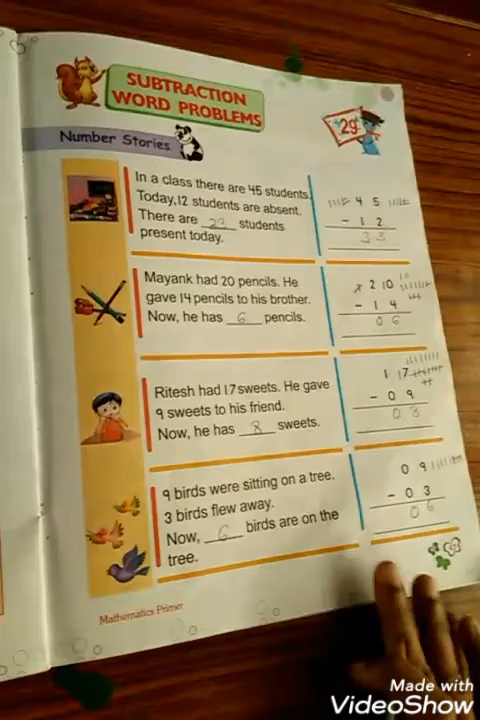 SUBTRACTION
WORD PROBLEMS
29
Number Stories
In a class there are 45 students.
Today,12 students are absent.
There are 33 students
present today.
4 5
- 1 2
3 3
Mayank had 20 pencils. He
gave 14 pencils to his brother.
Now, he has 6 pencils.
10
2 10
- 1 4
0 6
Ritesh had 17 sweets. He gave
9 sweets to his friend.
Now, he has 8 sweets.
1 17
- 0 9
0 8
9 birds were sitting on a tree.
3 birds flew away.
Now, 6 birds are on the
tree.
0 9
- 0 3
0 6
Mathematics Primer
Made with
VideoShow